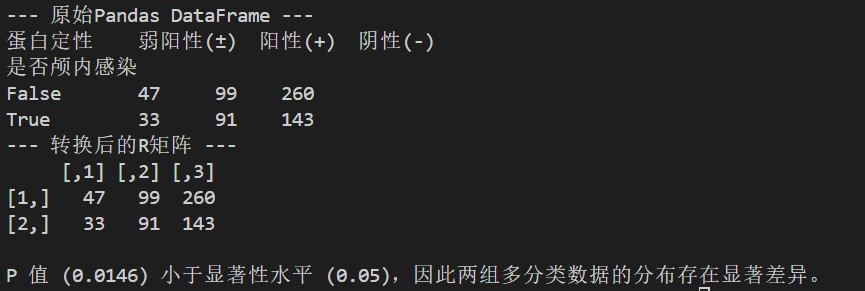 --- 原始Pandas DataFrame ---
蛋白定性 弱阳性(±) 阳性(+) 阴性(-)
是否颅内感染
False 47 99 260
True 33 91 143
--- 转换后的R矩阵 ---
[,1] [,2] [,3]
[1,] 47 99 260
[2,] 33 91 143
P 值 (0.0146) 小于显著性水平 (0.05)，因此两组多分类数据的分布存在显著差异。